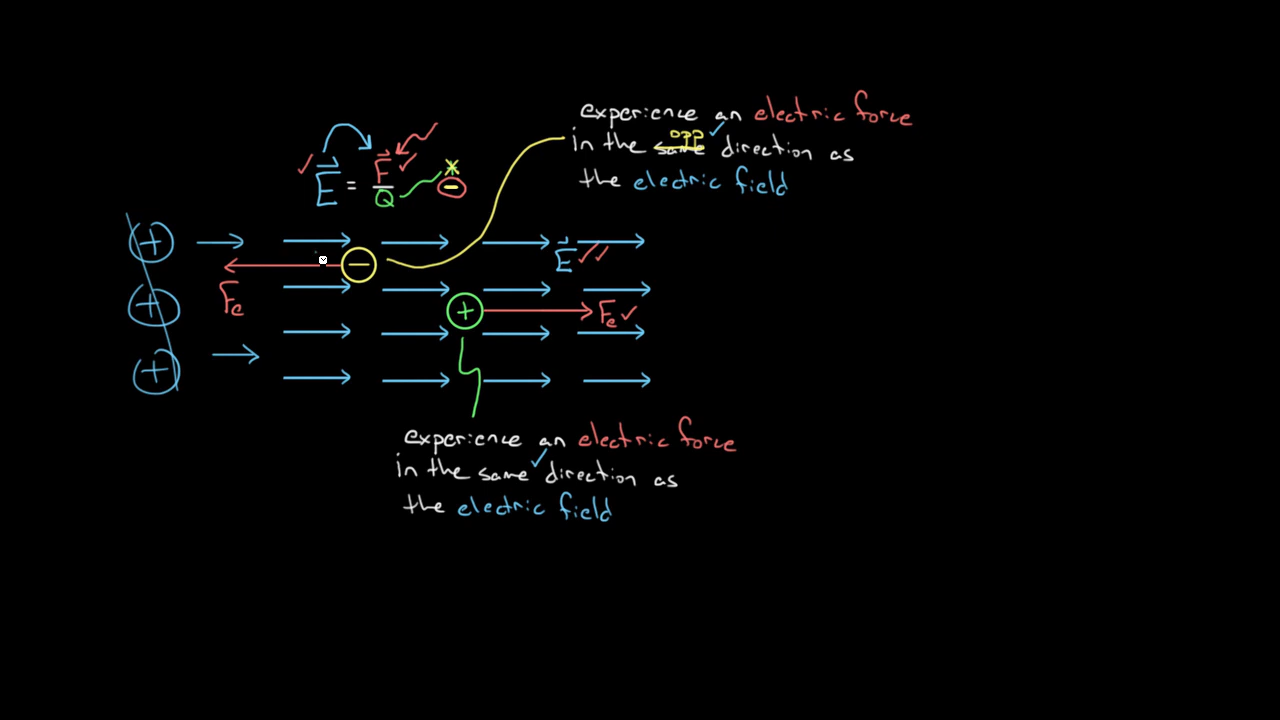 experience an electric force
in the same opp direction as
the electric field
E = F
Q
-
+
-
E
Fe
+
Fe
+
+
experience an electric force
in the same direction as
the electric field